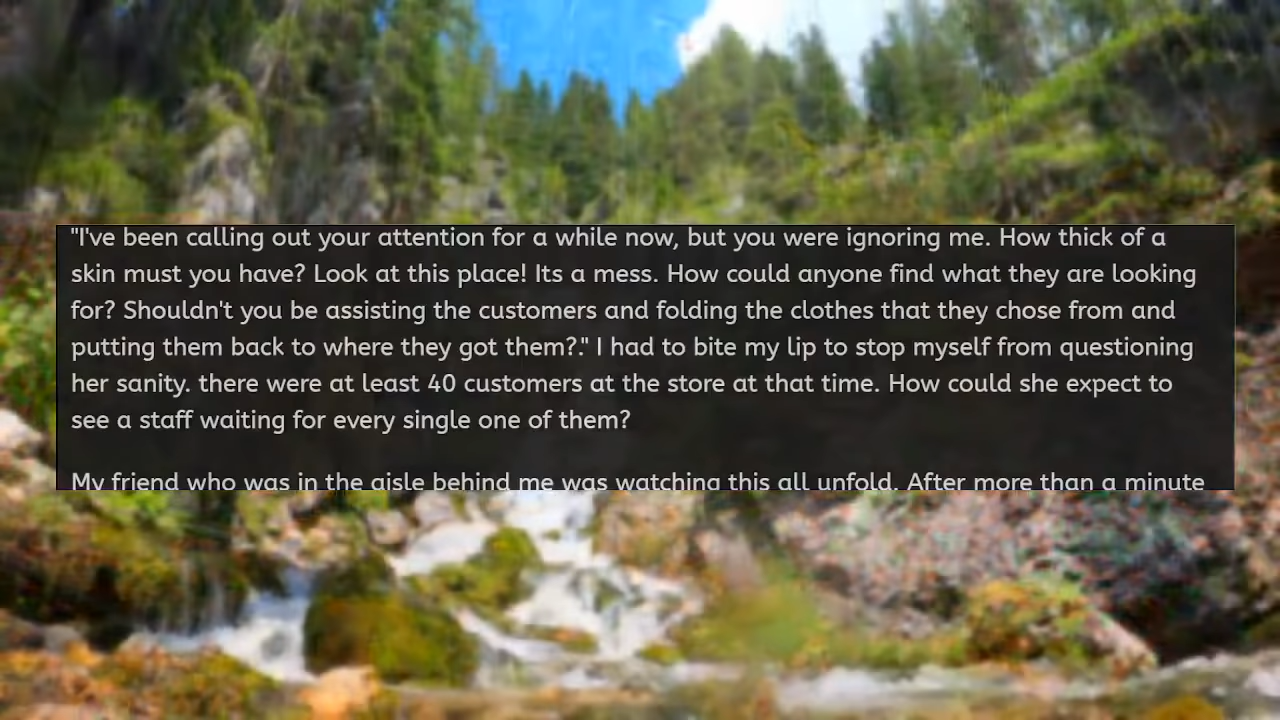 "I've been calling out your attention for a while now, but you were ignoring me. How thick of a
skin must you have? Look at this place! Its a mess. How could anyone find what they are looking
for? Shouldn't you be assisting the customers and folding the clothes that they chose from and
putting them back to where they got them?." I had to bite my lip to stop myself from questioning
her sanity. there were at least 40 customers at the store at that time. How could she expect to
see a staff waiting for every single one of them?
My friend who was in the aisle behind me was watching this all unfold. After more than a minute